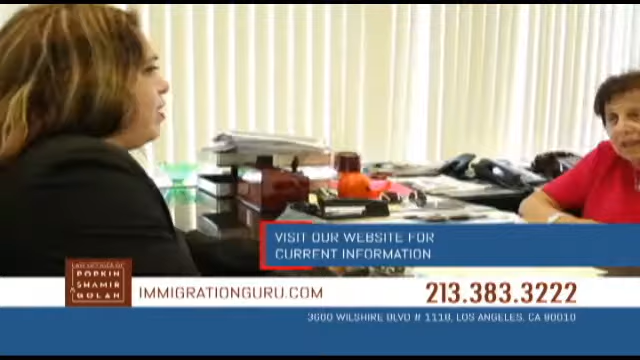 VISIT OUR WEBSITE FOR
CURRENT INFORMATION
LAW OFFICES OF
POPKIN
SHAMIR
& GOLAN
IMMIGRATIONGURU.COM
213.383.3222
3600 WILSHIRE BLVD # 1118, LOS ANGELES, CA 90010